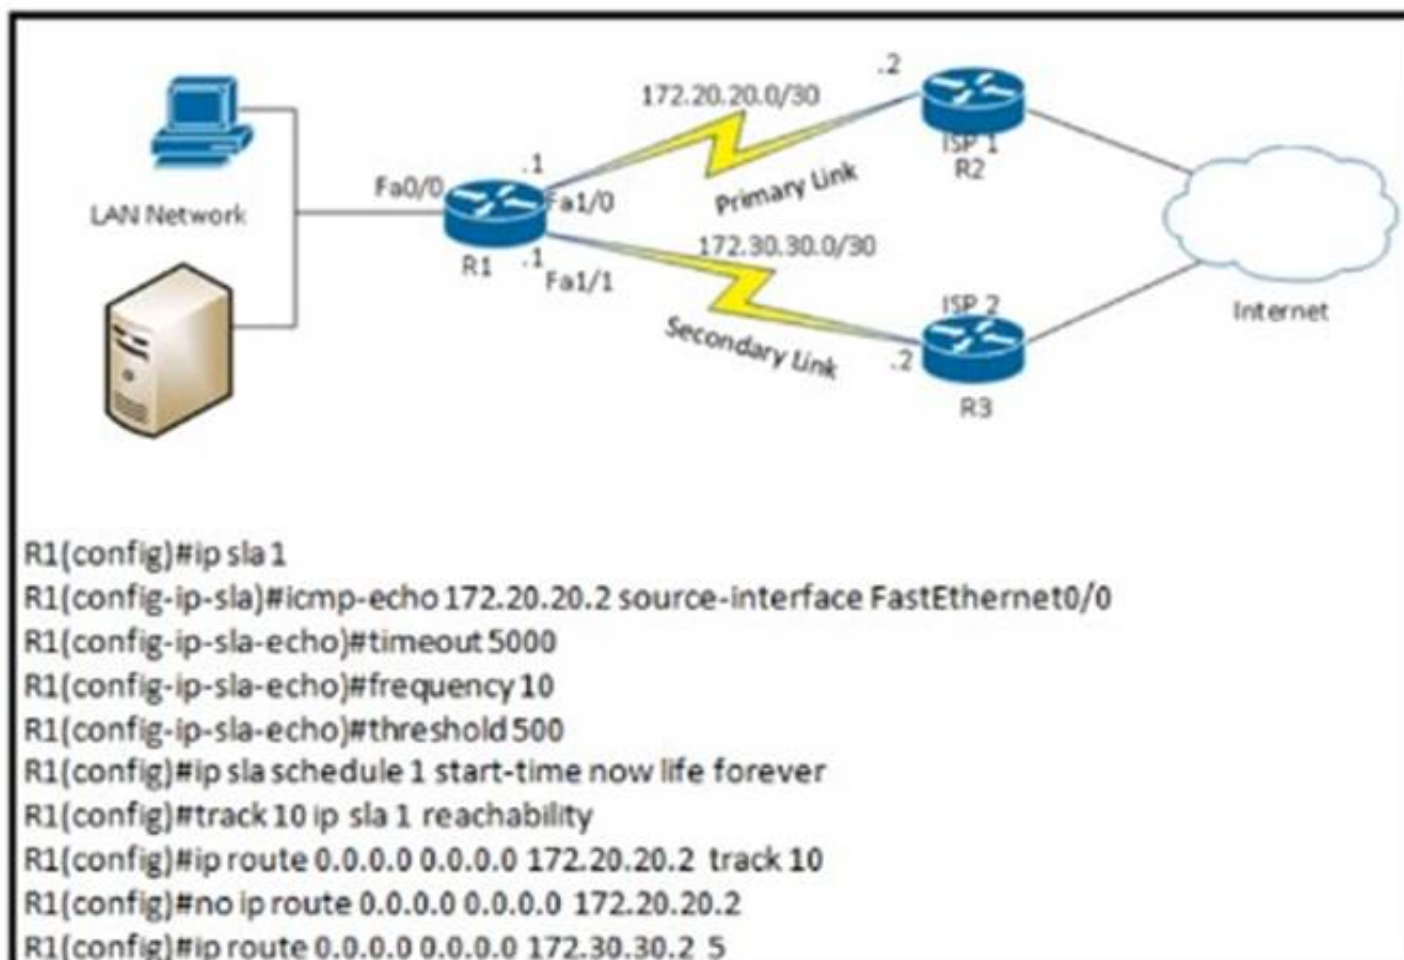 .2
172.20.20.0/30
ISP 1
R2
.1
Fa0/0
Fa1/0
Primary Link
LAN Network
172.30.30.0/30
R1
.1
Fa1/1
ISP 2
Internet
Secondary Link
.2
R3
R1(config)#ip sla 1
R1(config-ip-sla)#icmp-echo 172.20.20.2 source-interface FastEthernet0/0
R1(config-ip-sla-echo)#timeout 5000
R1(config-ip-sla-echo)#frequency 10
R1(config-ip-sla-echo)#threshold 500
R1(config)#ip sla schedule 1 start-time now life forever
R1(config)#track 10 ip sla 1 reachability
R1(config)#ip route 0.0.0.0 0.0.0.0 172.20.20.2 track 10
R1(config)#no ip route 0.0.0.0 0.0.0.0 172.20.20.2
R1(config)#ip route 0.0.0.0 0.0.0.0 172.30.30.2 5